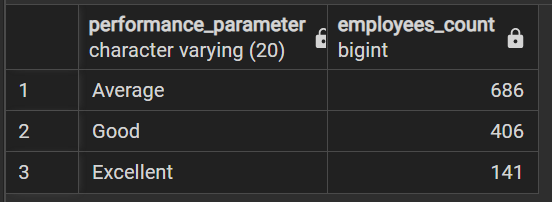 performance_parameter employees_count
character varying (20) bigint
1 Average 686
2 Good 406
3 Excellent 141